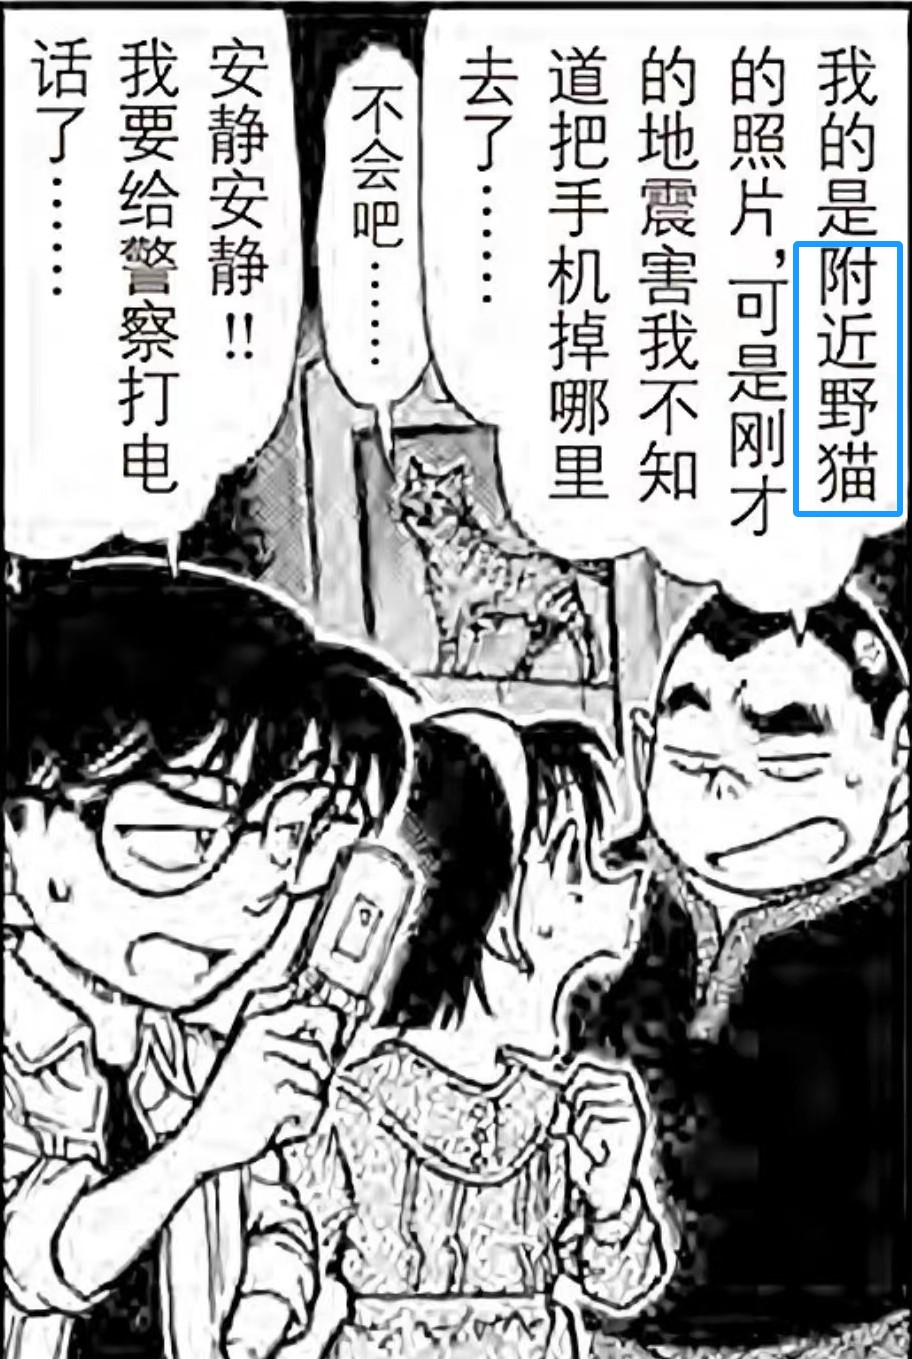 我的是附近野猫
的照片，可是刚才
的地震害我不知
道把手机掉哪里
去了……
不会吧……
安静安静!!
我要给警察打电
话了……